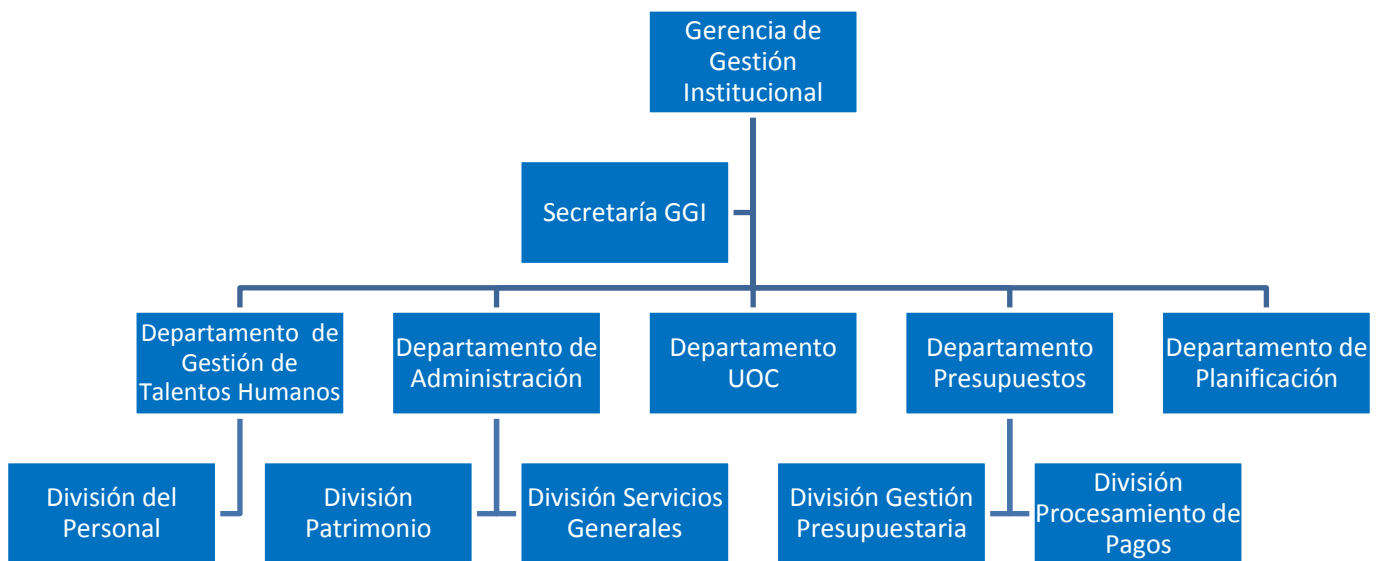 Gerencia de
Gestión
Institucional
Secretaría GGI
Departamento de
Gestión de
Talentos Humanos
Departamento de
Administración
Departamento
UOC
Departamento
Presupuestos
Departamento de
Planificación
División del
Personal
División
Patrimonio
División Servicios
Generales
División Gestión
Presupuestaria
División
Procesamiento de
Pagos